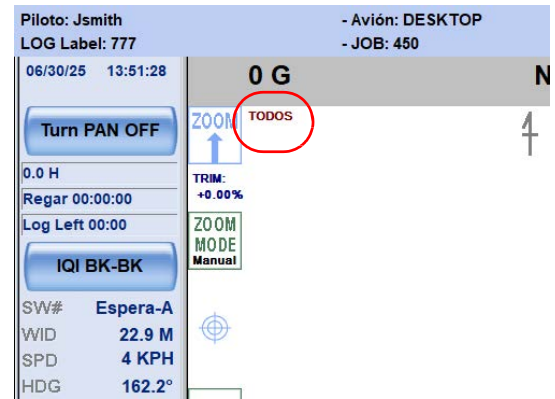 Piloto: Jsmith - Avión: DESKTOP
LOG Label: 777 - JOB: 450
06/30/25 13:51:28
0 G N
Turn PAN OFF
ZOOM
TODOS
0.0 H
TRIM:
+0.00%
Regar 00:00:00
Log Left 00:00
ZOOM
MODE
Manual
IQI BK-BK
SW# Espera-A
WID 22.9 M
SPD 4 KPH
HDG 162.2°